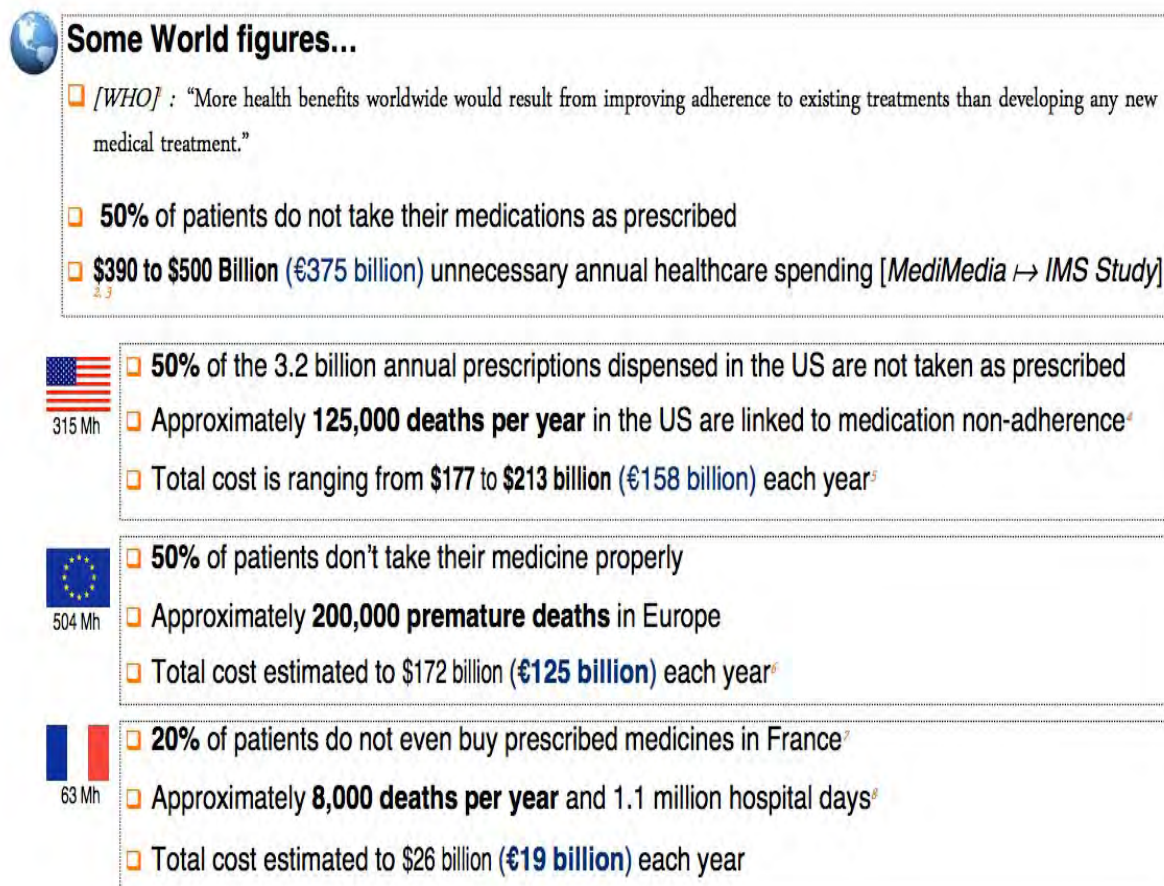 Some World figures...
[WHO]¹ : “More health benefits worldwide would result from improving adherence to existing treatments than developing any new
medical treatment.”
50% of patients do not take their medications as prescribed
$390 to $500 Billion (€375 billion) unnecessary annual healthcare spending [MediMedia ↦ IMS Study]
2, 3
50% of the 3.2 billion annual prescriptions dispensed in the US are not taken as prescribed
315 Mh
Approximately 125,000 deaths per year in the US are linked to medication non-adherence⁴
Total cost is ranging from $177 to $213 billion (€158 billion) each year⁵
50% of patients don’t take their medicine properly
504 Mh
Approximately 200,000 premature deaths in Europe
Total cost estimated to $172 billion (€125 billion) each year⁶
20% of patients do not even buy prescribed medicines in France⁷
63 Mh
Approximately 8,000 deaths per year and 1.1 million hospital days⁸
Total cost estimated to $26 billion (€19 billion) each year